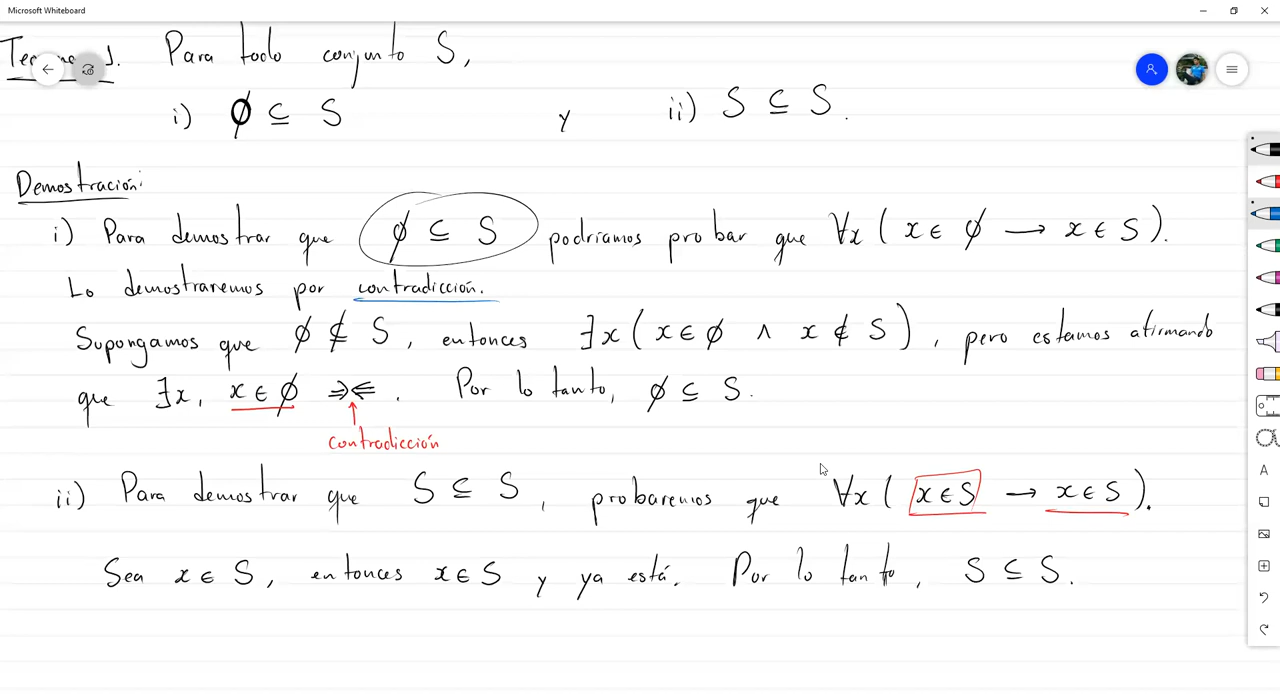 Microsoft Whiteboard
Para todo conjunto S,
i) ∅ ⊆ S y ii) S ⊆ S.
Demostración:
i) Para demostrar que ∅ ⊆ S podríamos probar que ∀x ( x ∈ ∅ → x ∈ S ).
Lo demostraremos por contradicción.
Supongamos que ∅ ⊈ S, entonces ∃x ( x ∈ ∅ ∧ x ∉ S ), pero estamos afirmando
que ∃x, x ∈ ∅ ⇒⇐. Por lo tanto, ∅ ⊆ S.
contradicción
ii) Para demostrar que S ⊆ S, probaremos que ∀x ( x ∈ S → x ∈ S ).
Sea x ∈ S, entonces x ∈ S y ya está. Por lo tanto, S ⊆ S.